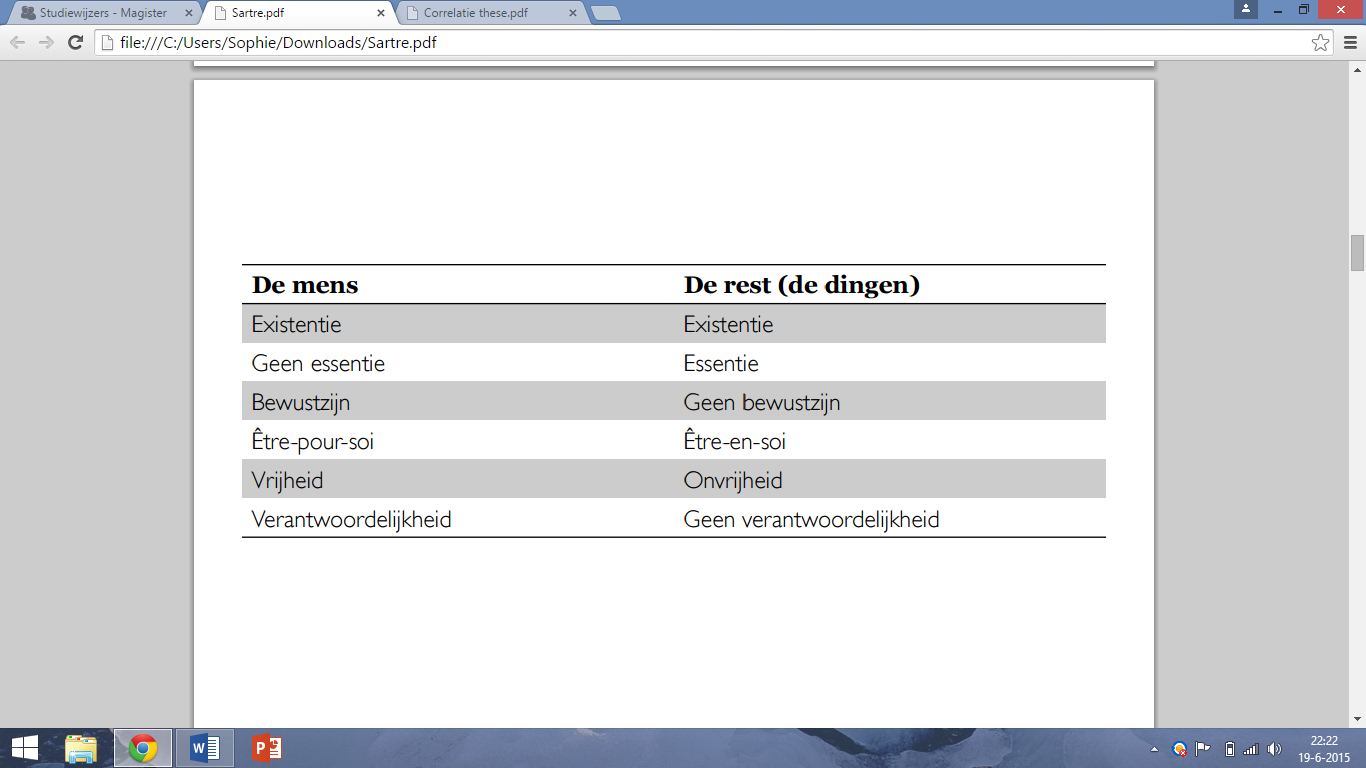 Studiewijzers - Magister
Sartre.pdf
Correlatie these.pdf
file:///C:/Users/Sophie/Downloads/Sartre.pdf
De mens De rest (de dingen)
Existentie Existentie
Geen essentie Essentie
Bewustzijn Geen bewustzijn
Être-pour-soi Être-en-soi
Vrijheid Onvrijheid
Verantwoordelijkheid Geen verantwoordelijkheid
22:22
19-6-2015